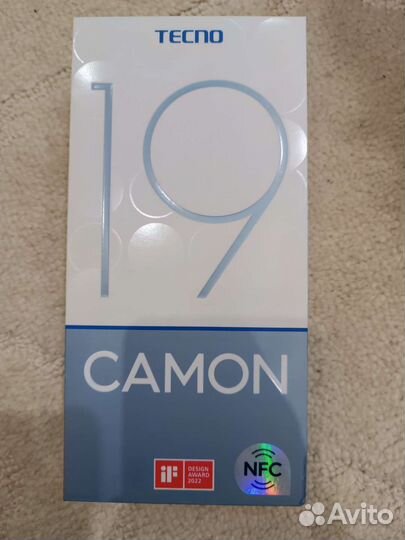 TECNO
19
CAMON
iF
DESIGN
AWARD
2022
NFC
Avito